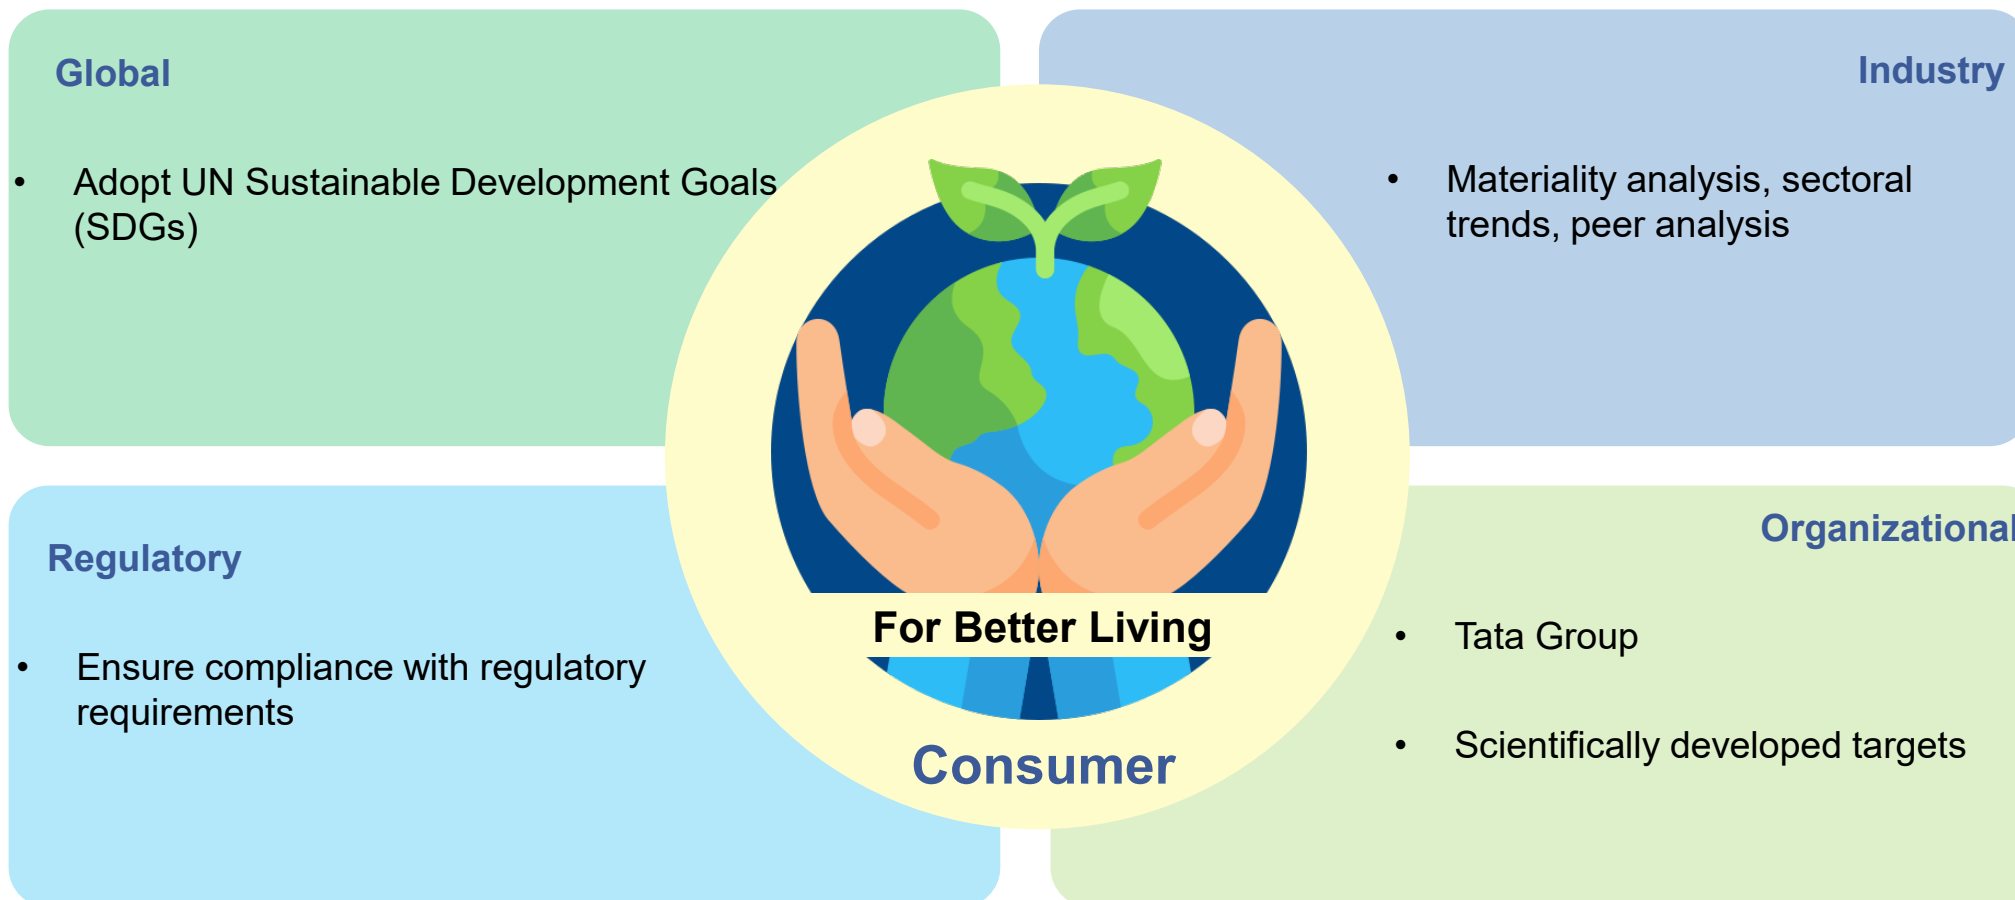 Global
• Adopt UN Sustainable Development Goals
(SDGs)
Industry
• Materiality analysis, sectoral
trends, peer analysis
Regulatory
• Ensure compliance with regulatory
requirements
Organizational
• Tata Group
• Scientifically developed targets
For Better Living
Consumer